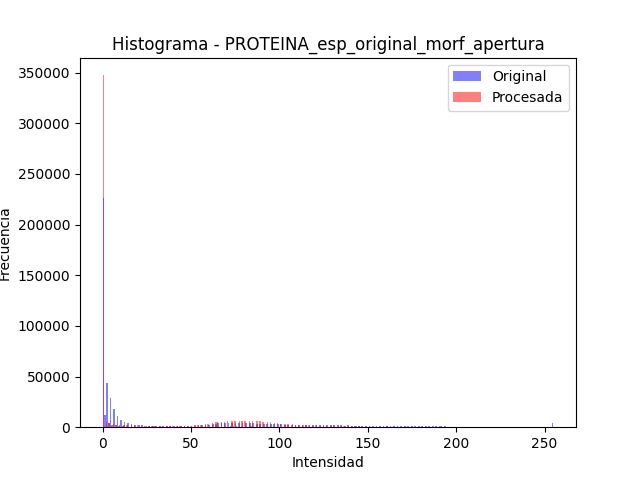 Histograma - PROTEINA_esp_original_morf_apertura
Original
Procesada
350000
300000
250000
200000
150000
100000
50000
0
Frecuencia
0 50 100 150 200 250
Intensidad